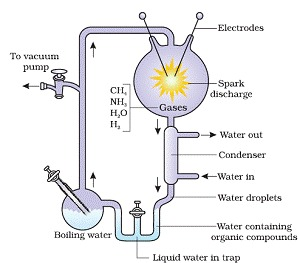 Electrodes
To vacuum
pump
CH₄
NH₃
H₂O
H₂
Gases
Spark
discharge
Water out
Condenser
Water in
Water droplets
Water containing
organic compounds
Boiling water
Liquid water in trap